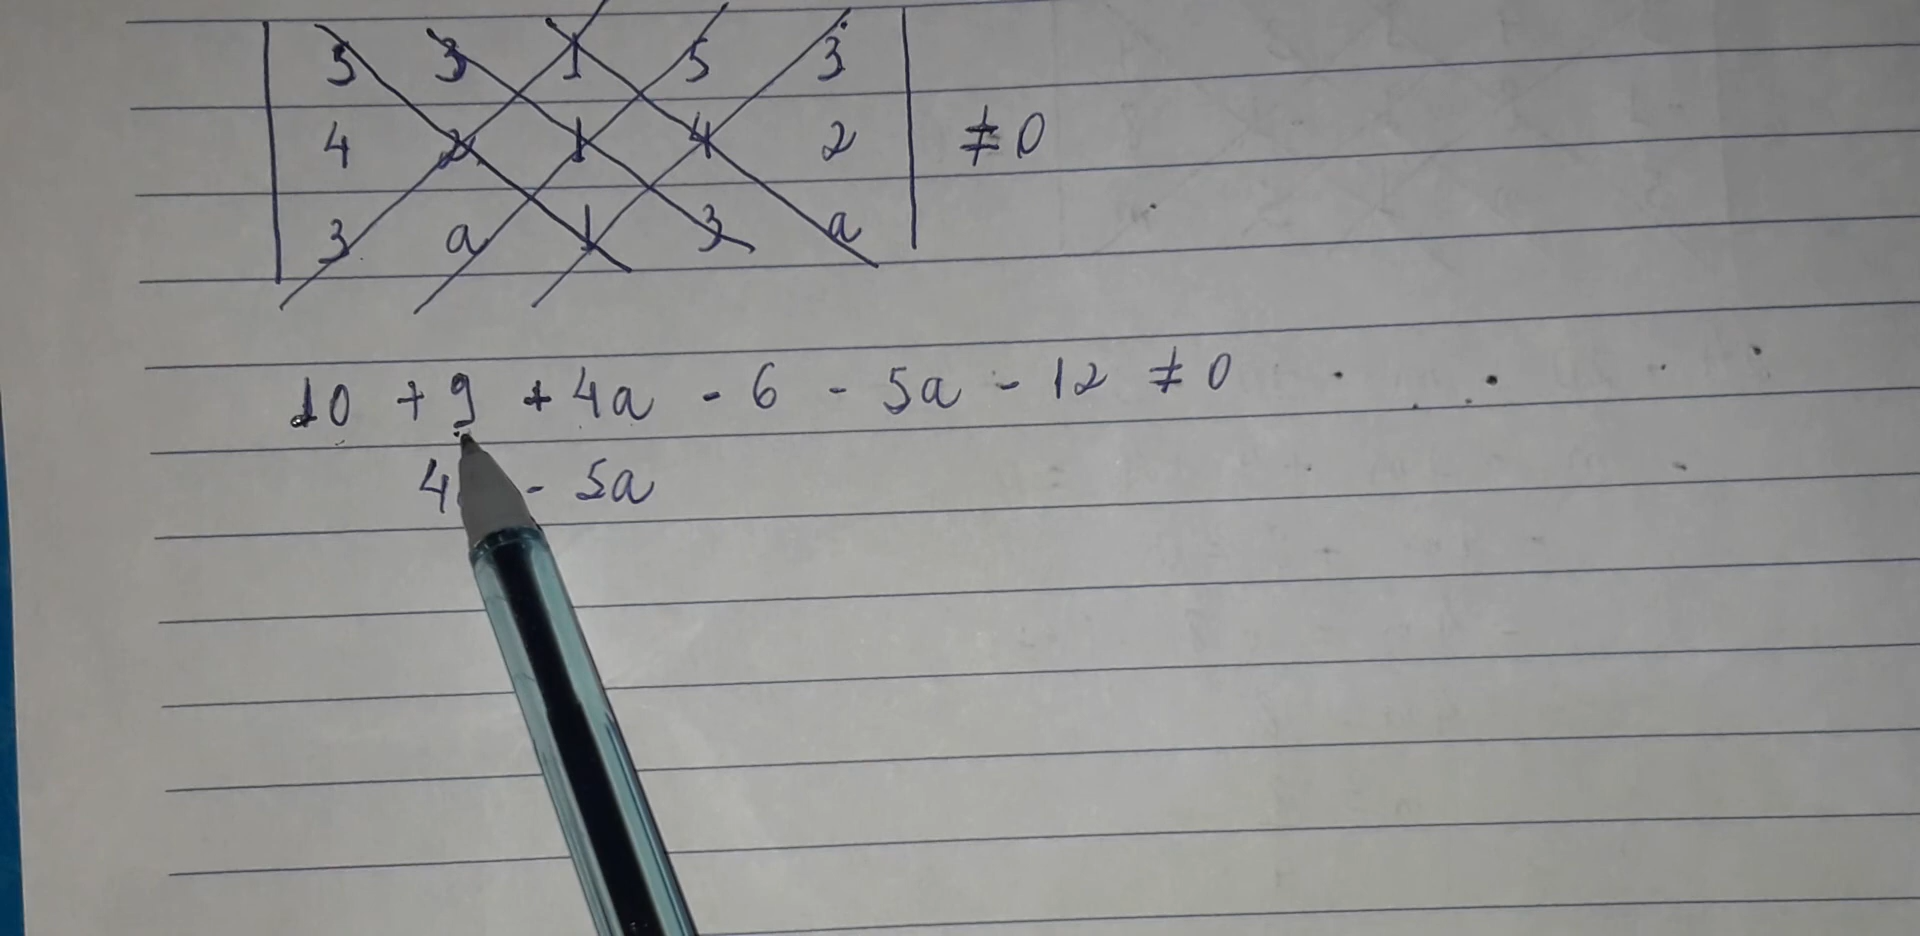 5 3 1 5 3
4 2 1 4 2 ≠ 0
3 a 1 3 a
10 + 9 + 4a - 6 - 5a - 12 ≠ 0
4 - 5a